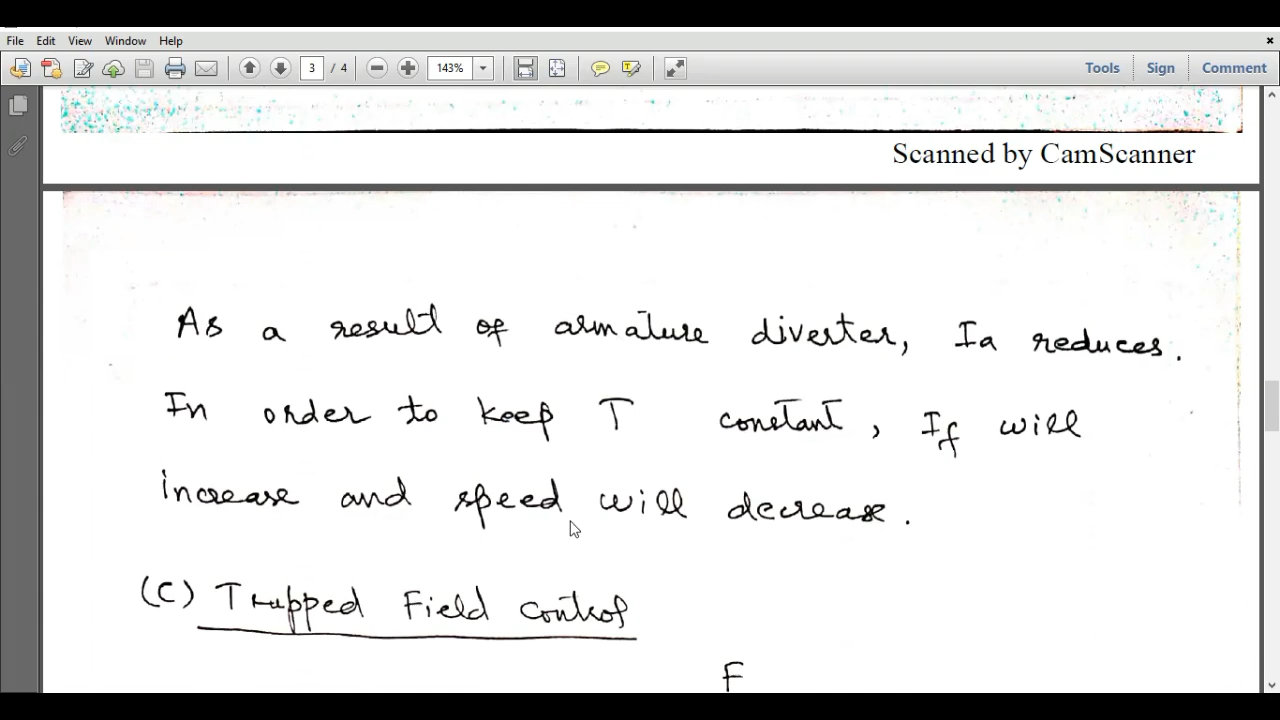 File Edit View Window Help
3 / 4 143% Tools Sign Comment
Scanned by CamScanner
As a result of armature diverter, Ia reduces.
In order to keep T constant, If will
increase and speed will decrease.
(C) Trapped Field Control
F